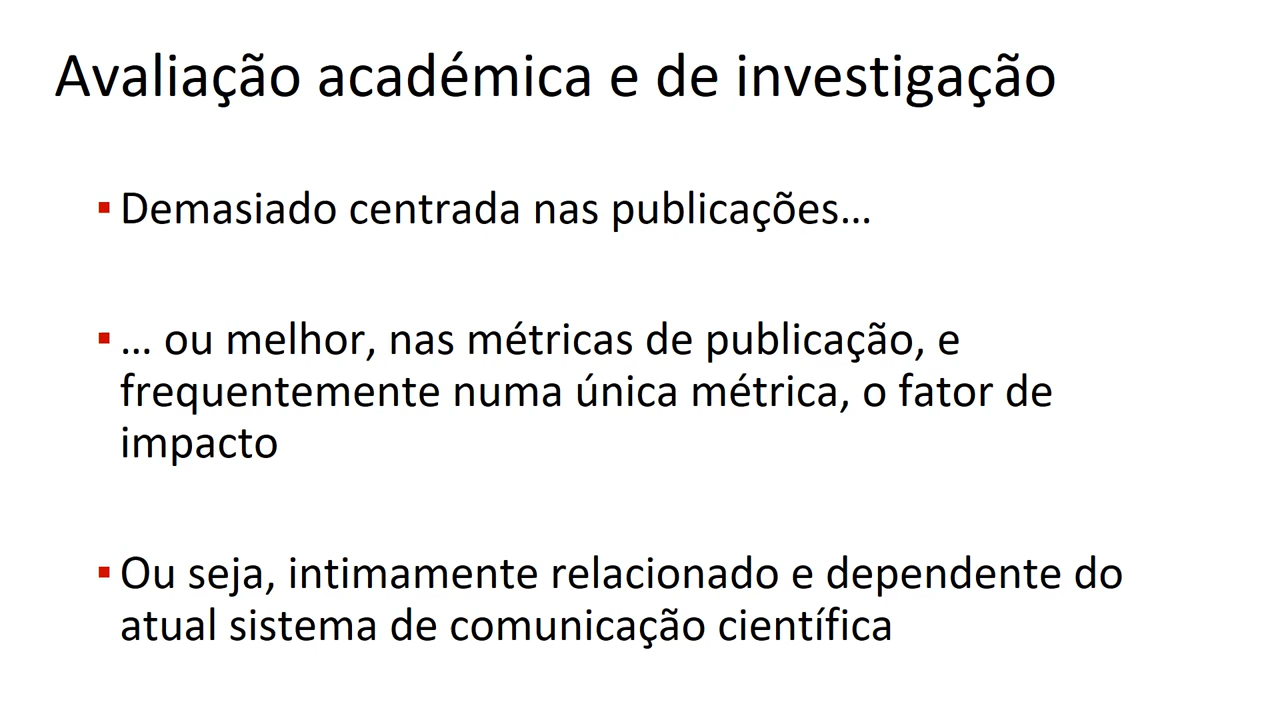 Avaliação académica e de investigação
▪ Demasiado centrada nas publicações…
▪ … ou melhor, nas métricas de publicação, e
frequentemente numa única métrica, o fator de
impacto
▪ Ou seja, intimamente relacionado e dependente do
atual sistema de comunicação científica